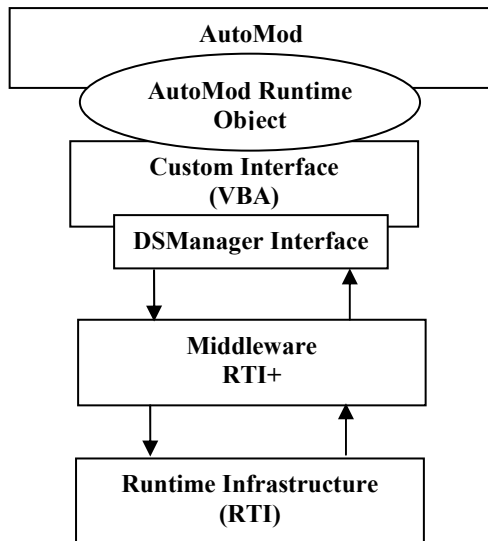 AutoMod
AutoMod Runtime
Object
Custom Interface
(VBA)
DSManager Interface
Middleware
RTI+
Runtime Infrastructure
(RTI)